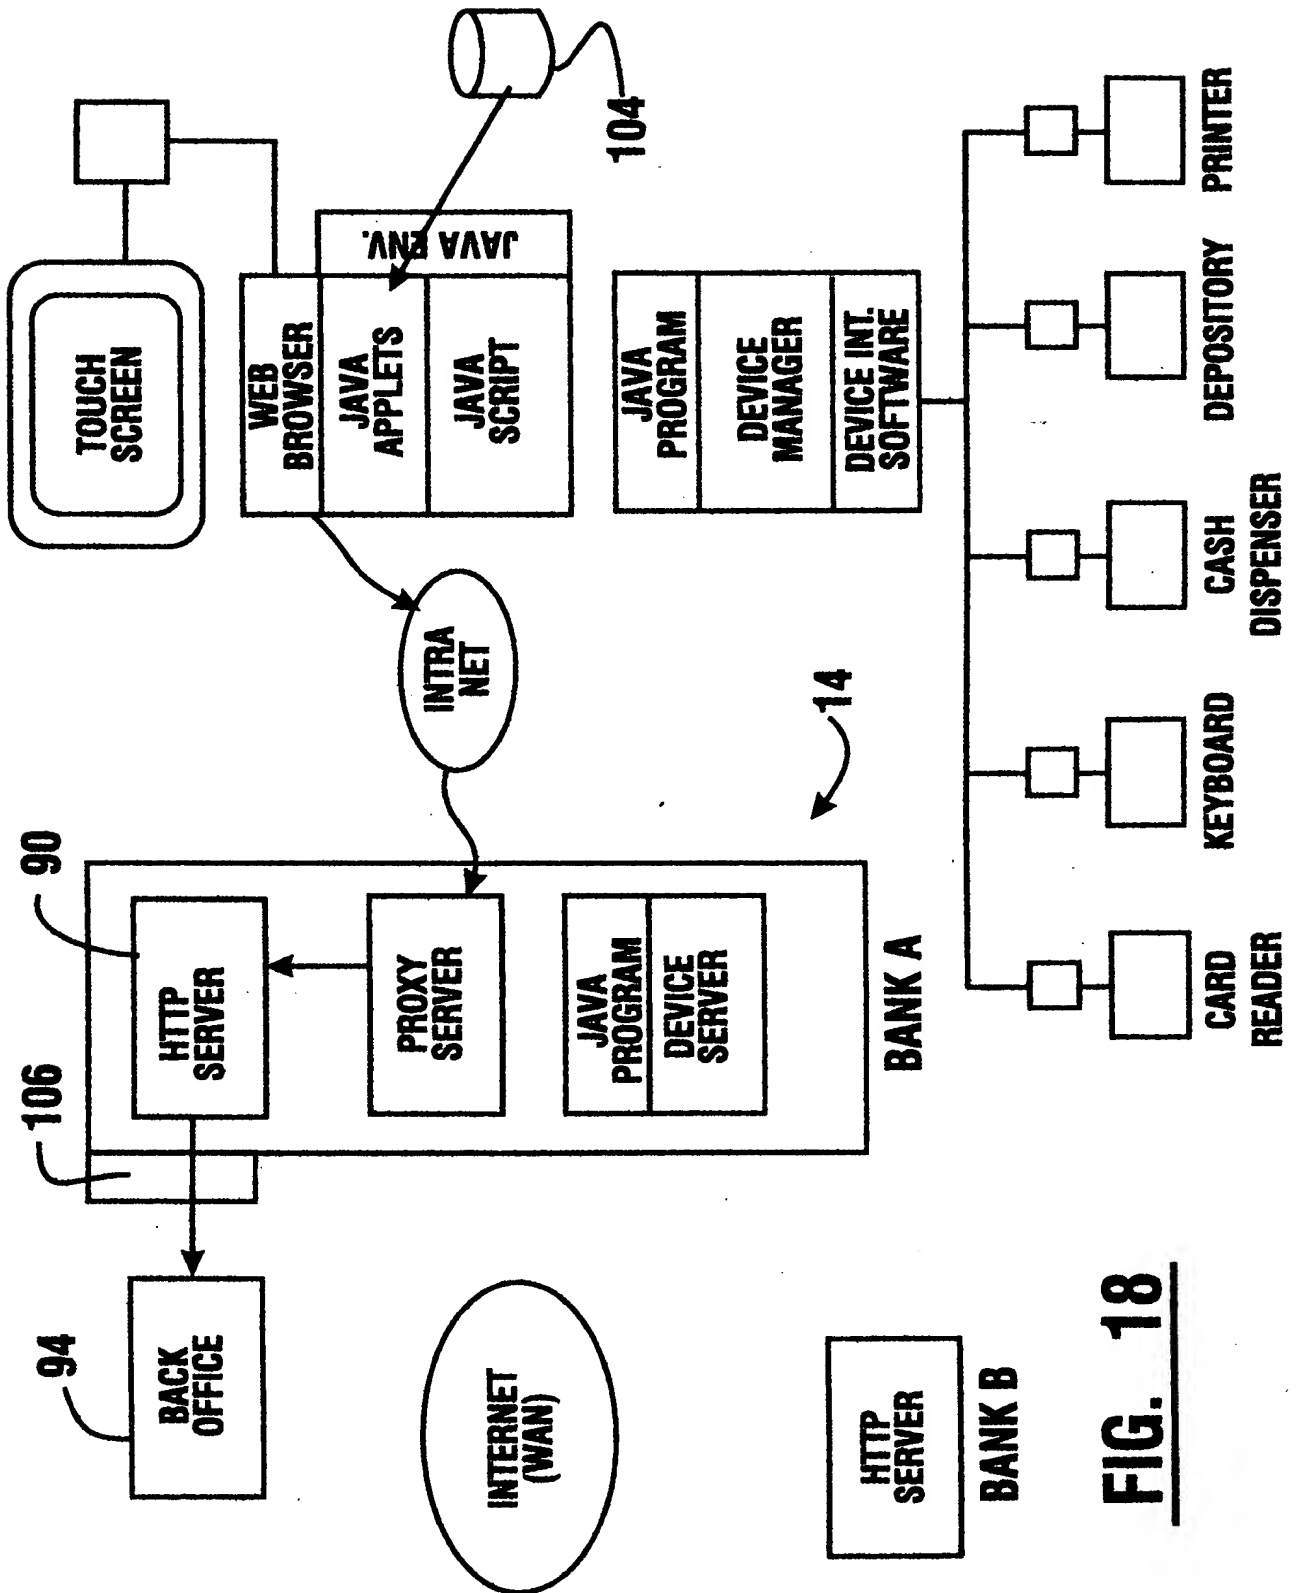 94
BACK
OFFICE
106
90
HTTP
SERVER
TOUCH
SCREEN
WEB
BROWSER
JAVA
APPLETS
JAVA
SCRIPT
JAVA ENV.
104
INTRA
NET
PROXY
SERVER
INTERNET
(WAN)
JAVA
PROGRAM
DEVICE
SERVER
BANK A
14
JAVA
PROGRAM
DEVICE
MANAGER
DEVICE INT.
SOFTWARE
HTTP
SERVER
BANK B
CARD
READER
KEYBOARD
CASH
DISPENSER
DEPOSITORY
PRINTER
FIG. 18